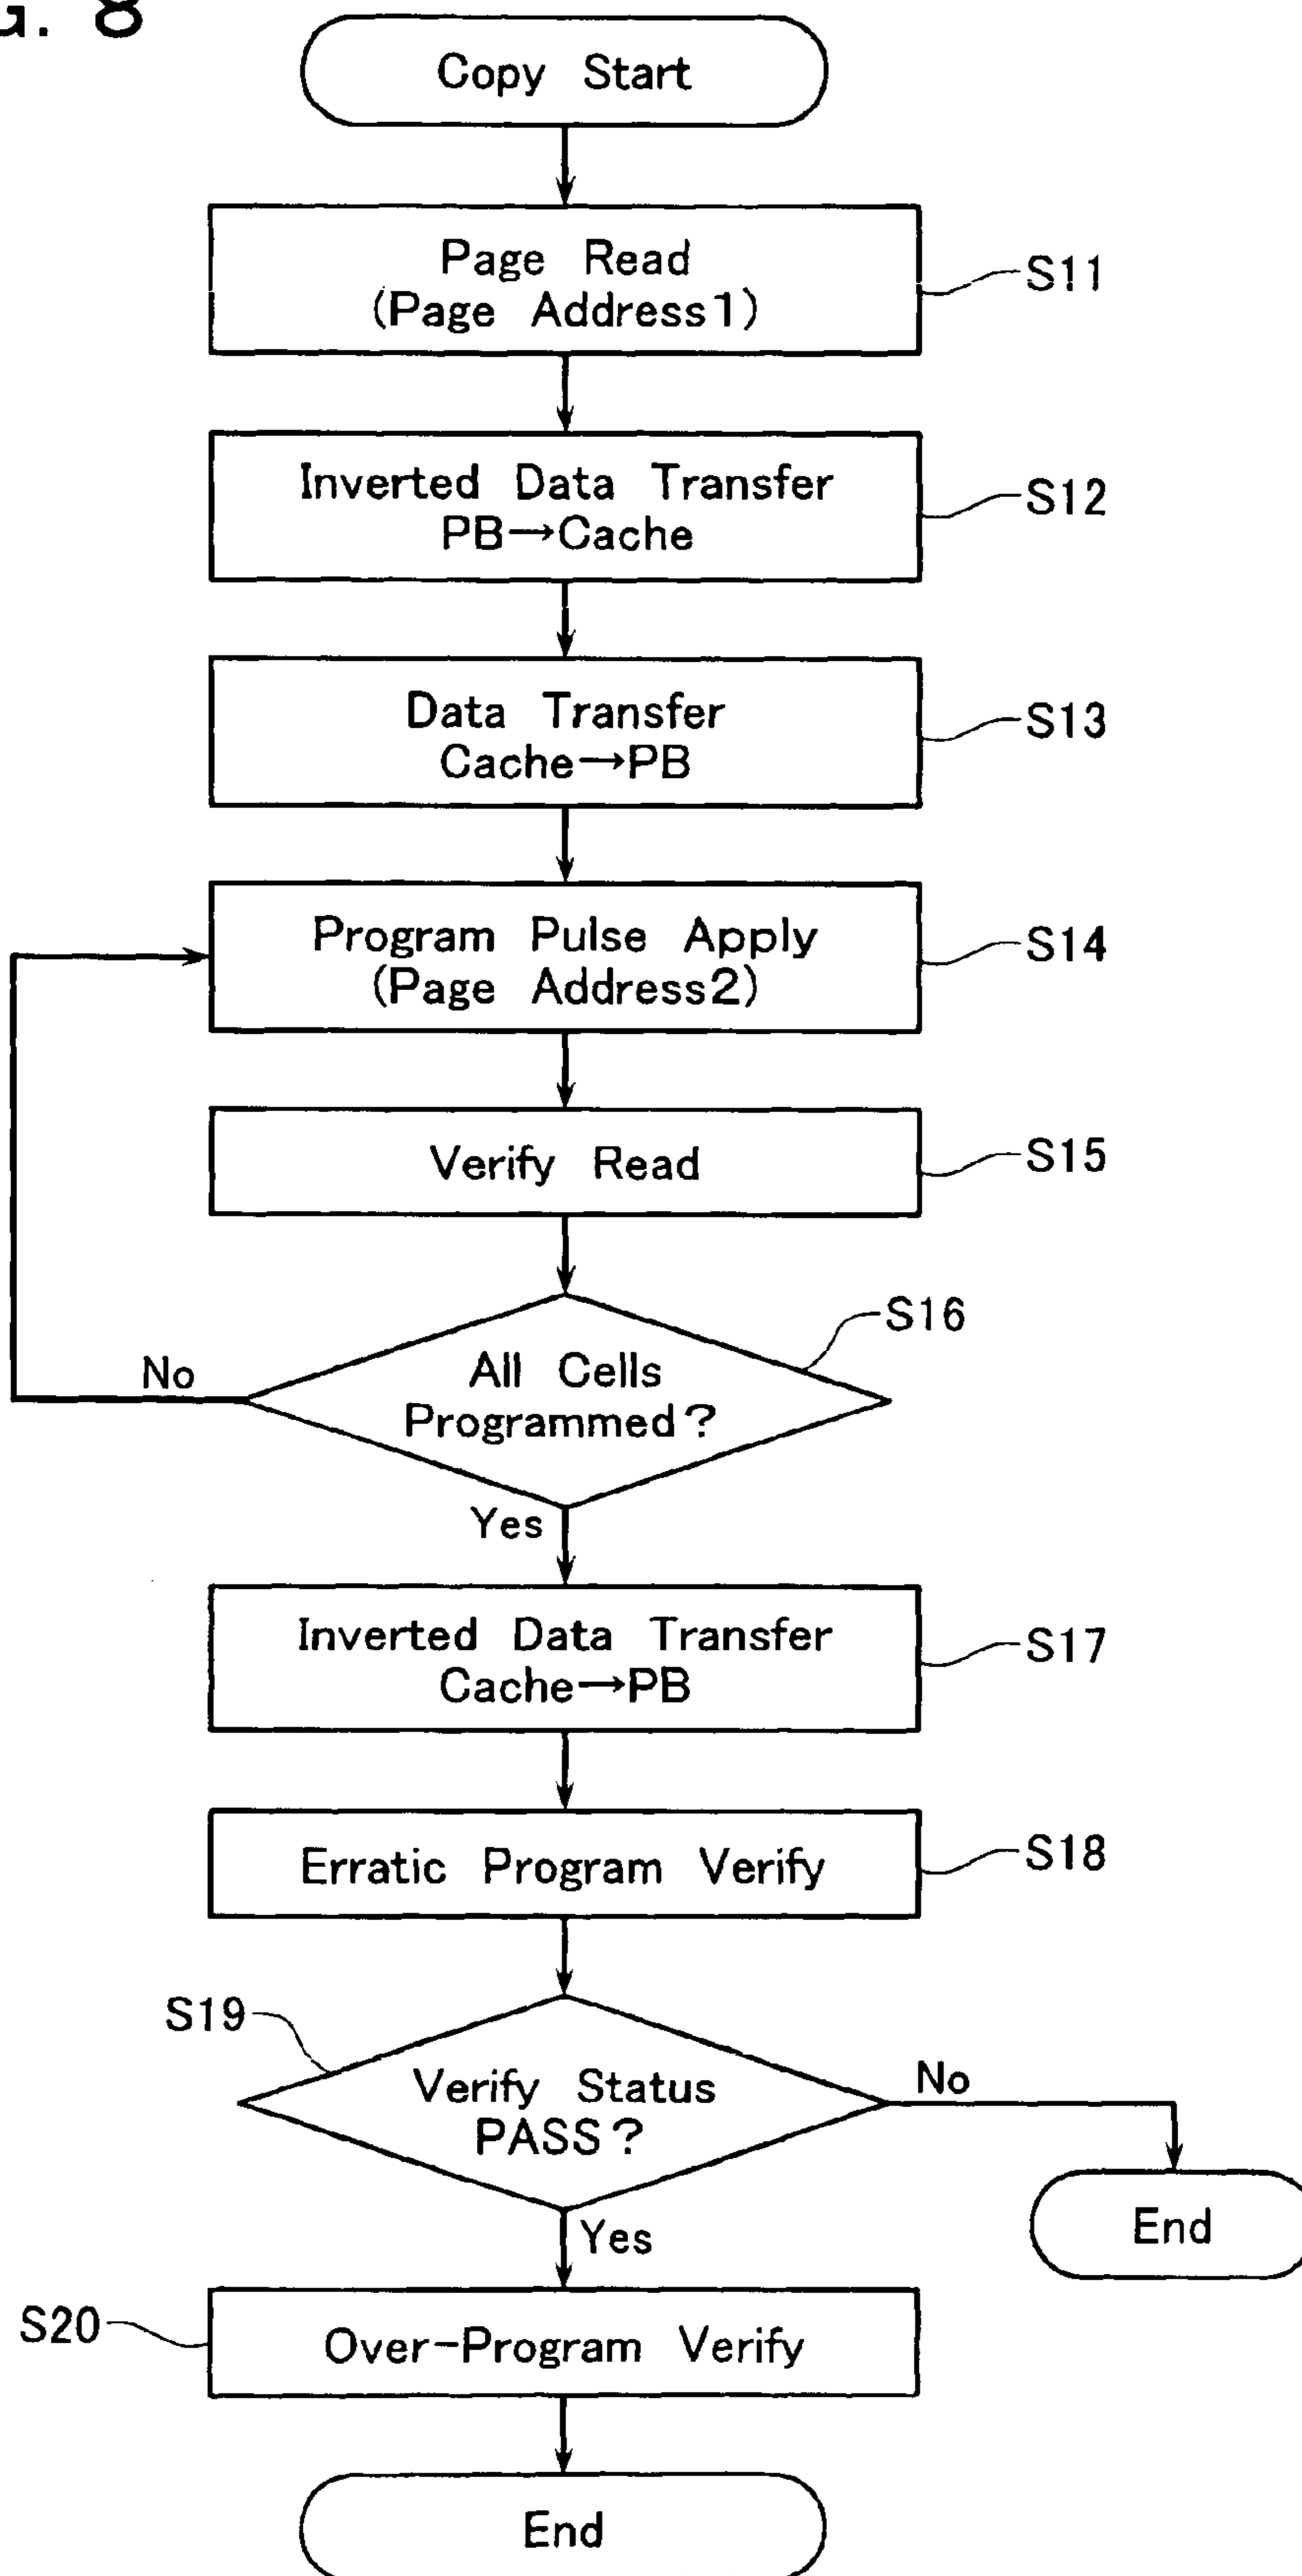 G. 8
Copy Start
Page Read
(Page Address1)
S11
Inverted Data Transfer
PB→Cache
S12
Data Transfer
Cache→PB
S13
Program Pulse Apply
(Page Address2)
S14
Verify Read
S15
S16
All Cells
Programmed?
No
Yes
Inverted Data Transfer
Cache→PB
S17
Erratic Program Verify
S18
S19
Verify Status
PASS?
No
End
Yes
S20
Over-Program Verify
End